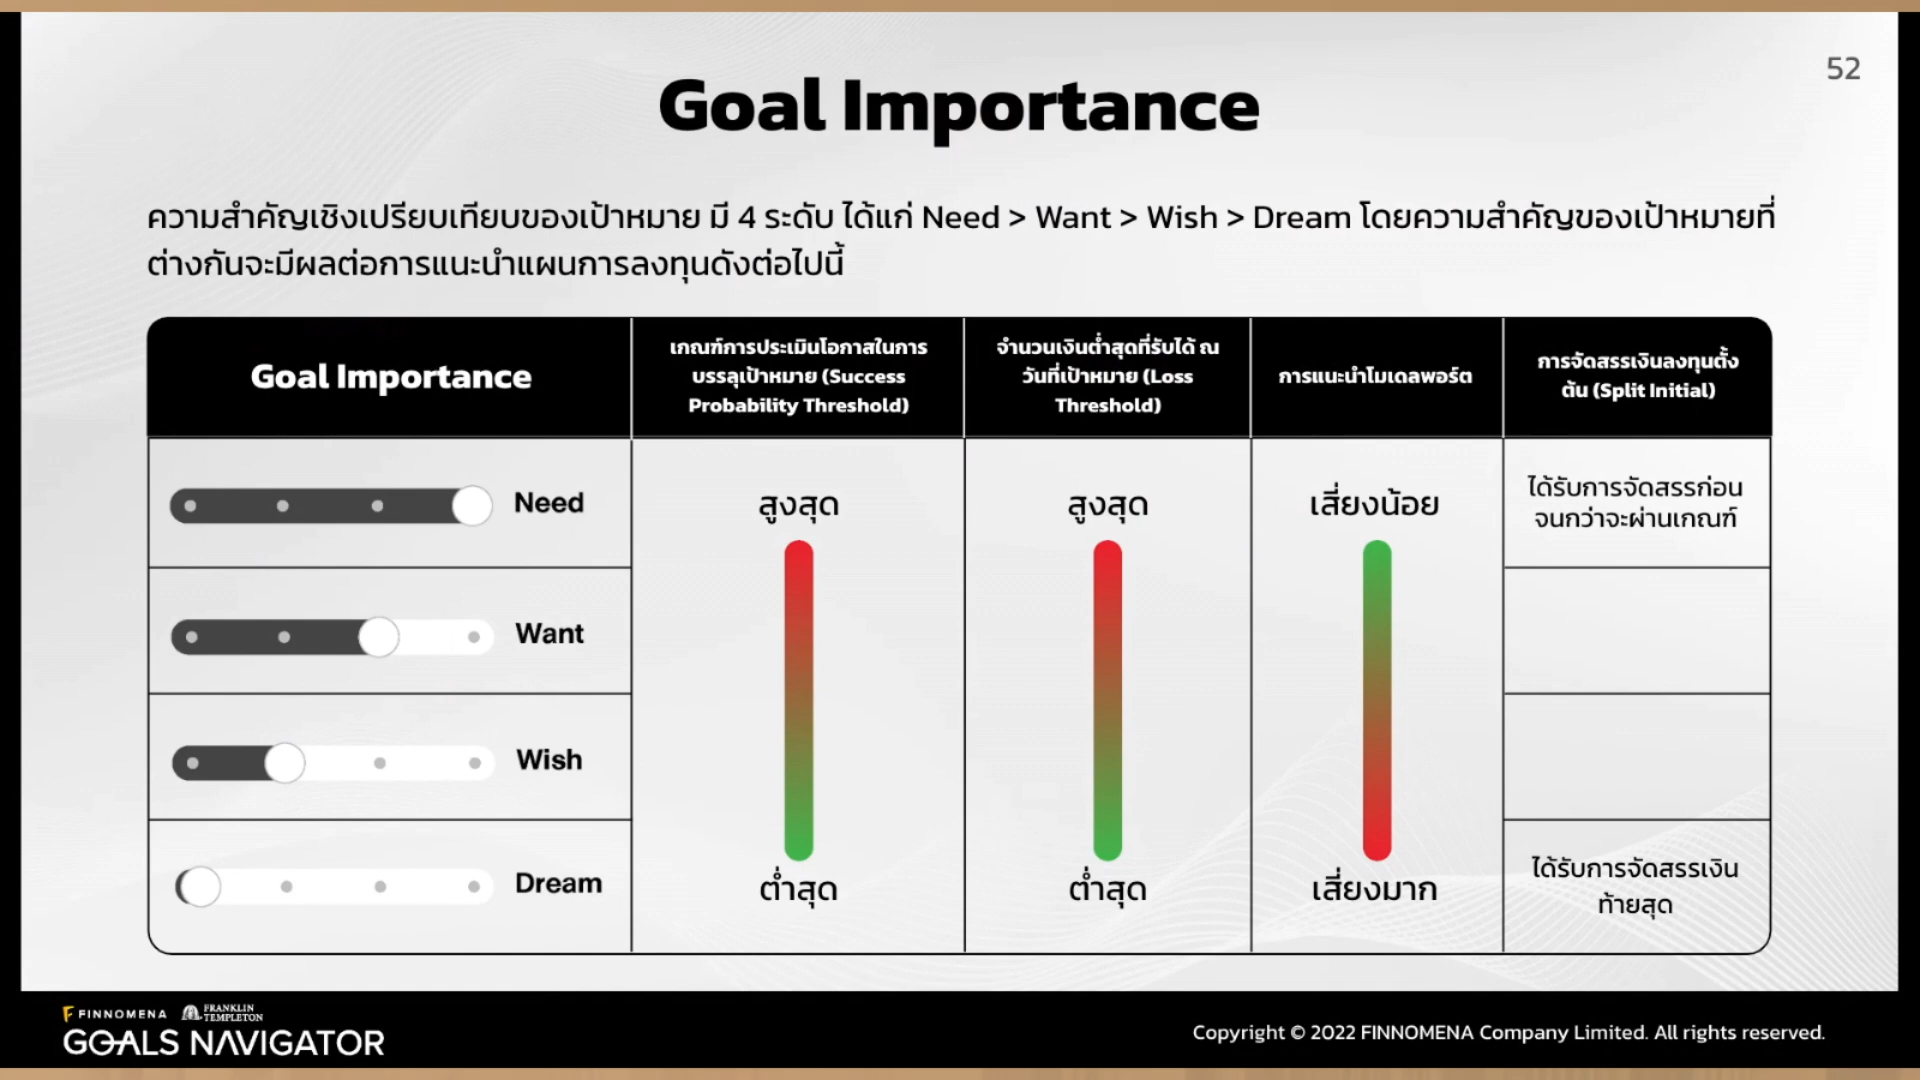 52
Goal Importance
ความสำคัญเชิงเปรียบเทียบของเป้าหมาย มี 4 ระดับ ได้แก่ Need > Want > Wish > Dream โดยความสำคัญของเป้าหมายที่
ต่างกันจะมีผลต่อการแนะนำแผนการลงทุนดังต่อไปนี้
Goal Importance
เกณฑ์การประเมินโอกาสในการ
บรรลุเป้าหมาย (Success
Probability Threshold)
จำนวนเงินต่ำสุดที่รับได้ ณ
วันที่เป้าหมาย (Loss
Threshold)
การแนะนำโมเดลพอร์ต
การจัดสรรเงินลงทุนตั้ง
ต้น (Split Initial)
Need
สูงสุด
สูงสุด
เสี่ยงน้อย
ได้รับการจัดสรรก่อน
จนกว่าจะผ่านเกณฑ์
Want
Wish
Dream
ต่ำสุด
ต่ำสุด
เสี่ยงมาก
ได้รับการจัดสรรเงิน
ท้ายสุด
FINNOMENA
FRANKLIN
TEMPLETON
GOALS NAVIGATOR
Copyright © 2022 FINNOMENA Company Limited. All rights reserved.